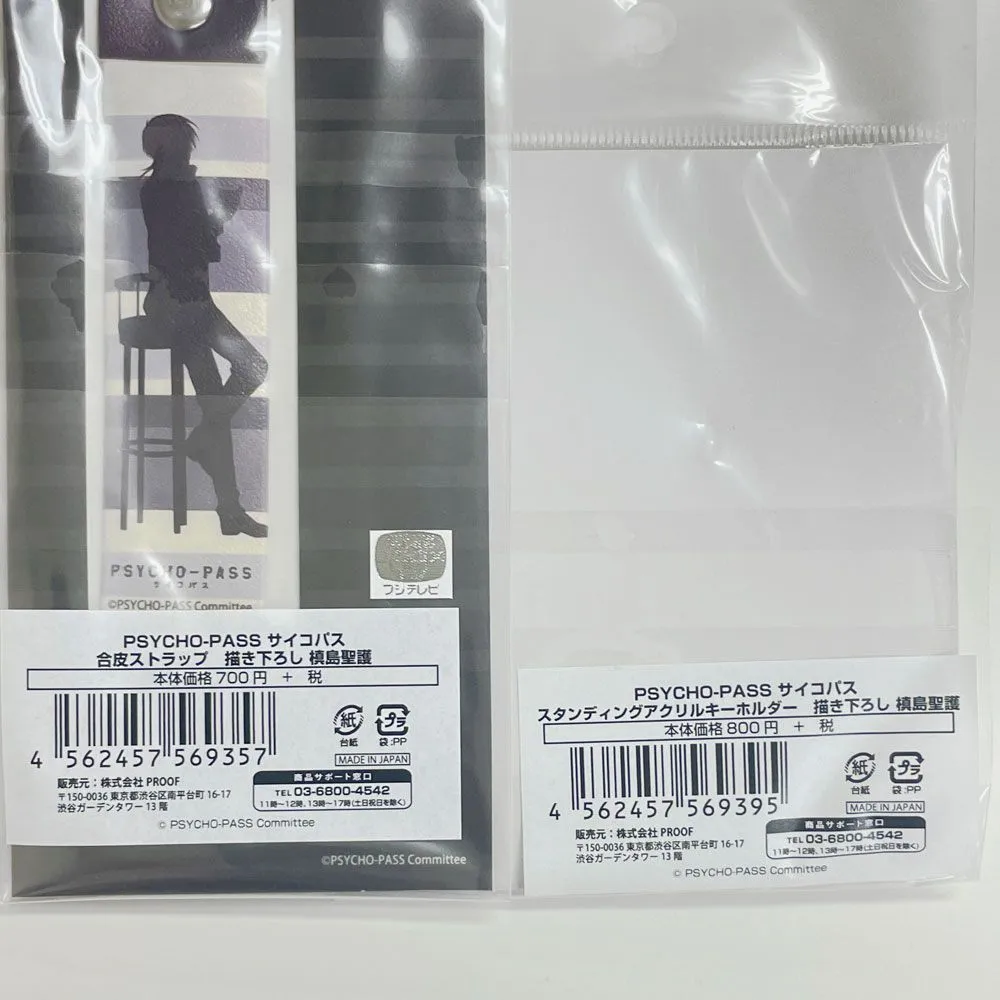 PSYCHO-PASS
サイコパス
©PSYCHO-PASS Committee
フジテレビ
PSYCHO-PASS サイコパス
合皮ストラップ 描き下ろし 槙島聖護
本体価格 700円 + 税
4 562457 569357
紙
台紙
プラ
袋:PP
MADE IN JAPAN
販売元:株式会社 PROOF
〒150-0036 東京都渋谷区南平台町 16-17
渋谷ガーデンタワー 13 階
商品サポート窓口
TEL 03-6800-4542
11時~12時、13時~17時(土日祝日を除く)
© PSYCHO-PASS Committee
©PSYCHO-PASS Committee
PSYCHO-PASS サイコパス
スタンディングアクリルキーホルダー 描き下ろし 槙島聖護
本体価格 800円 + 税
4 562457 569395
紙
台紙
プラ
袋:PP
MADE IN JAPAN
販売元:株式会社 PROOF
〒150-0036 東京都渋谷区南平台町 16-17
渋谷ガーデンタワー 13 階
商品サポート窓口
TEL 03-6800-4542
11時~12時、13時~17時(土日祝日を除く)
© PSYCHO-PASS Committee